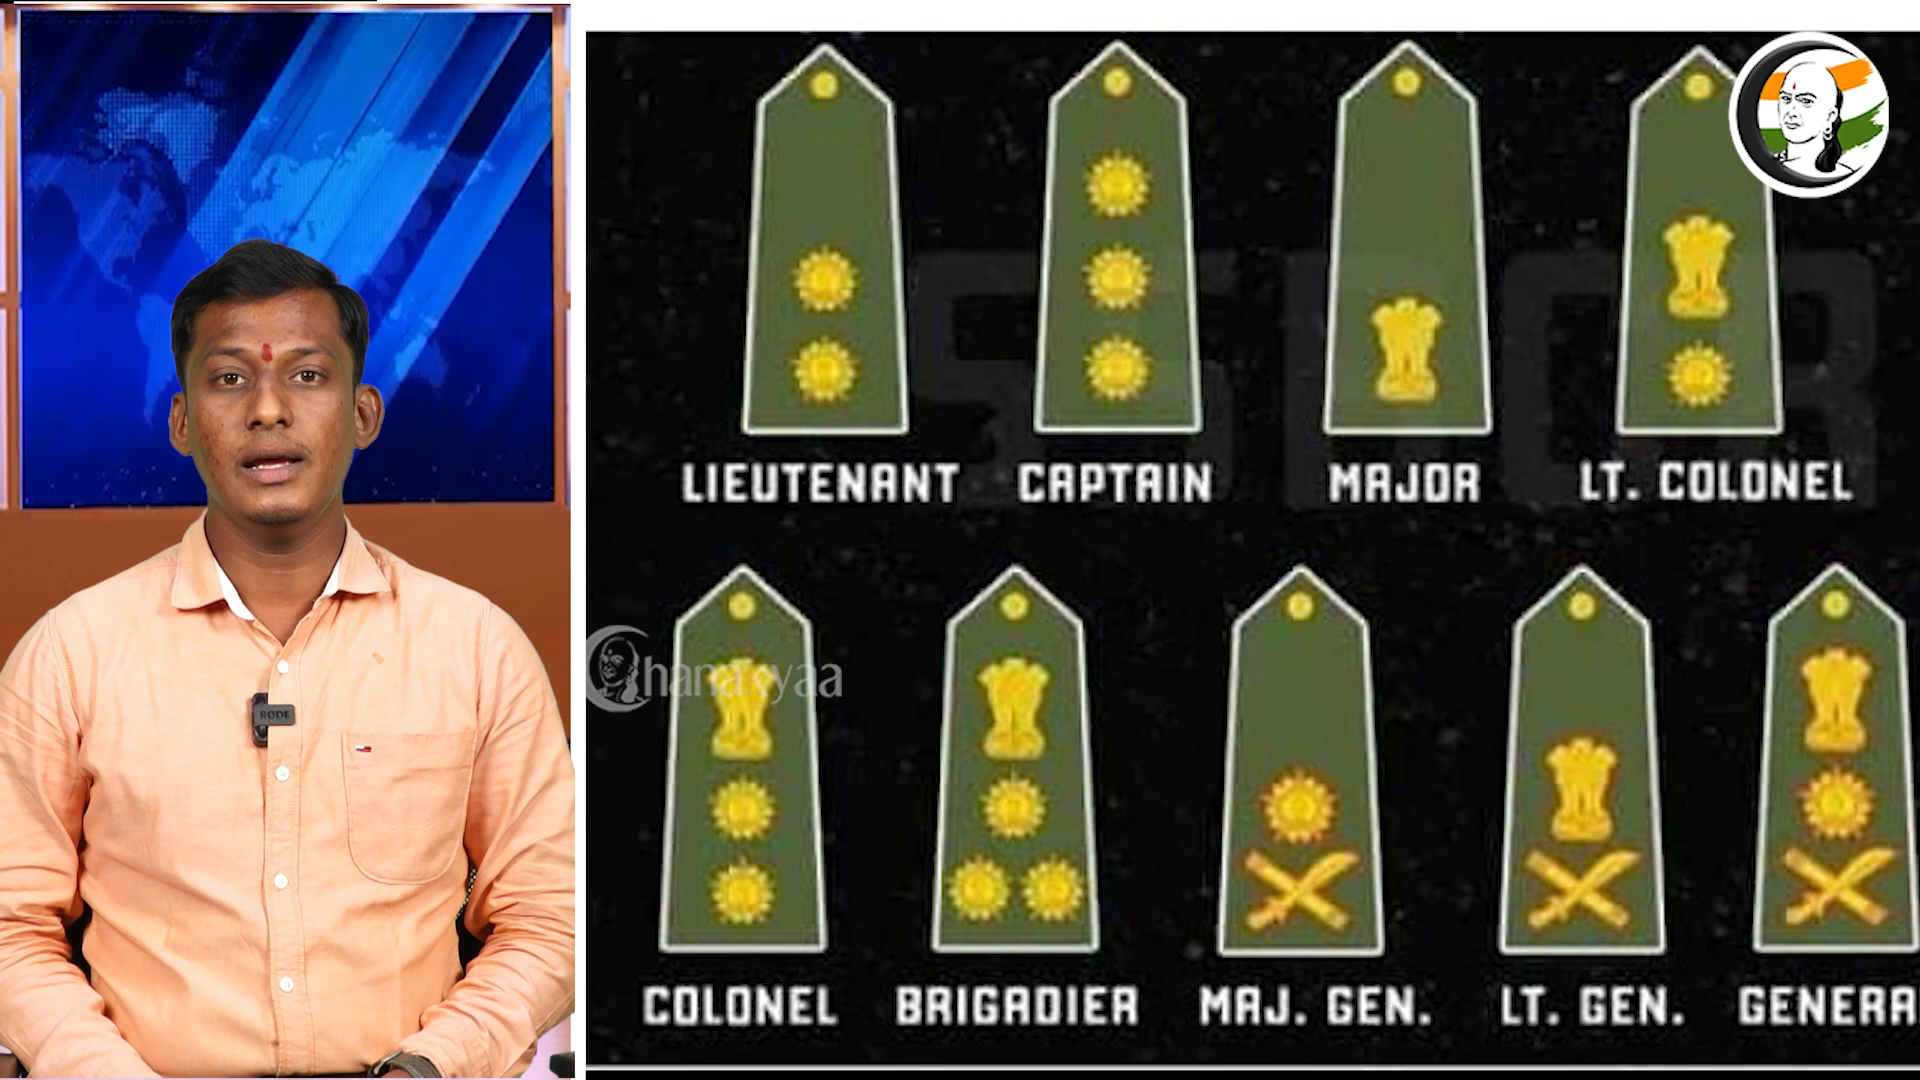 LIEUTENANT CAPTAIN MAJOR LT. COLONEL
hanakyaa
RODE
COLONEL BRIGADIER MAJ. GEN. LT. GEN. GENERA